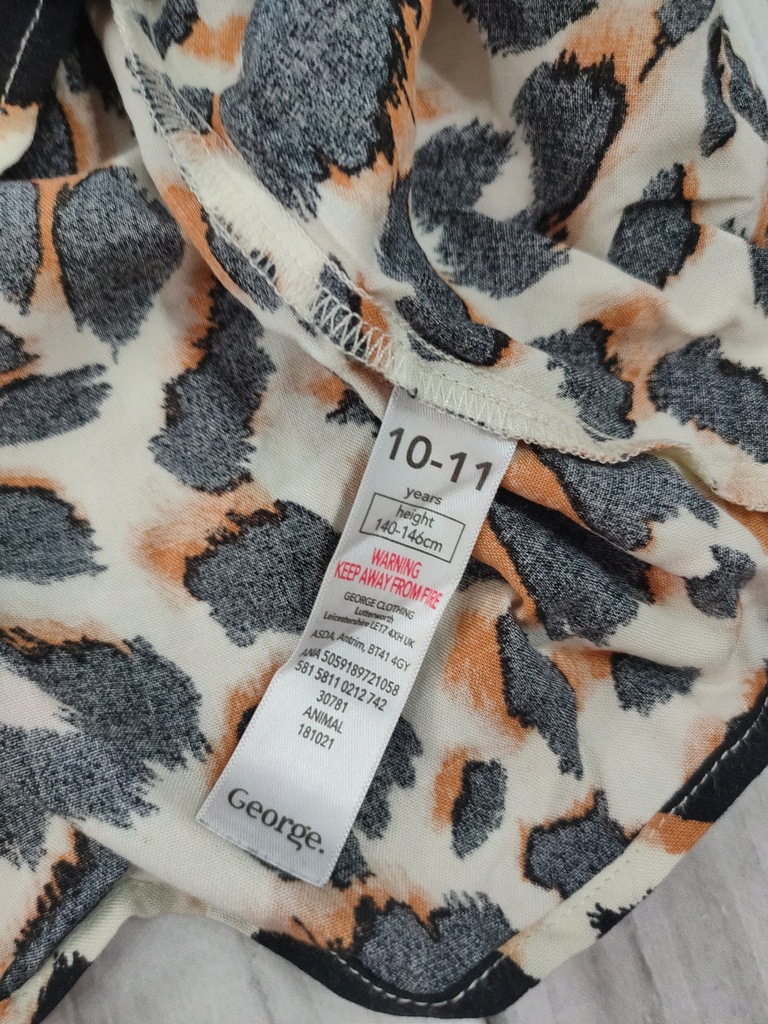 10-11
years
height
140-146cm
WARNING
KEEP AWAY FROM FIRE
GEORGE CLOTHING
Lutterworth
Leicestershire LE17 4XH UK
ASDA, Antrim, BT41 4GY
ANA 5059189721058
581 5811 0212 742
30781
ANIMAL
181021
George.